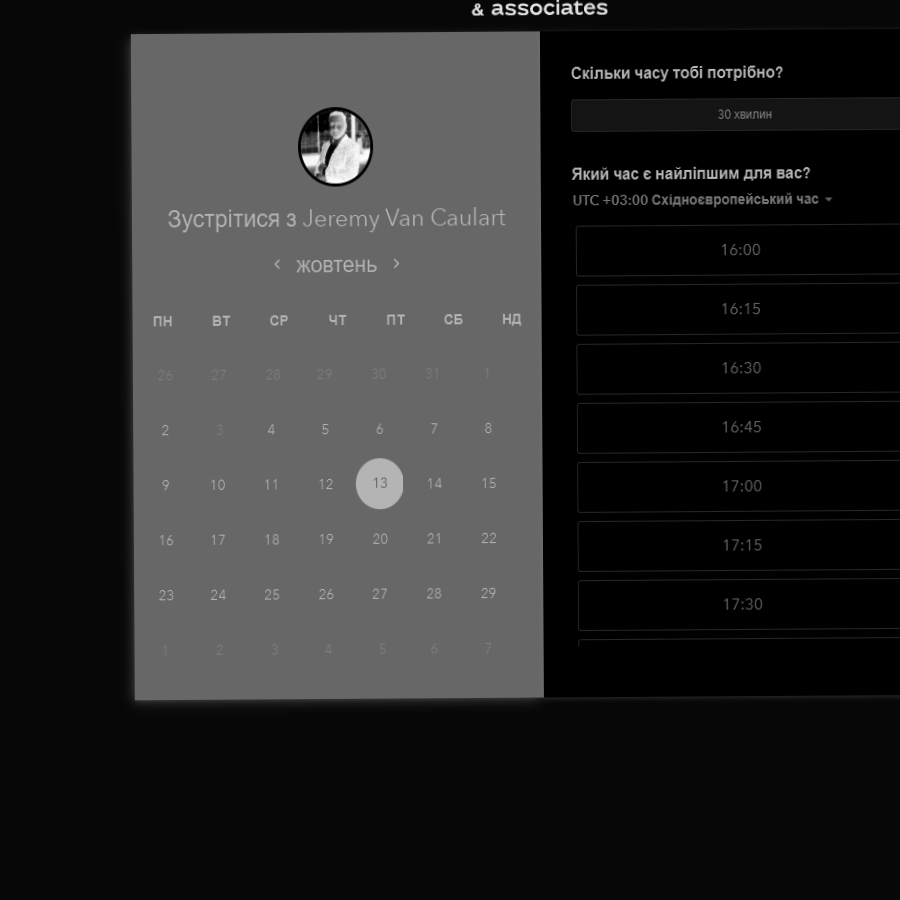 & associates
Зустрітися з Jeremy Van Caulart
жовтень
ПН ВТ СР ЧТ ПТ СБ НД
26 27 28 29 30 31 1
2 3 4 5 6 7 8
9 10 11 12 13 14 15
16 17 18 19 20 21 22
23 24 25 26 27 28 29
1 2 3 4 5 6 7
Скільки часу тобі потрібно?
30 хвилин
Який час є найліпшим для вас?
UTC +03:00 Східноєвропейський час
16:00
16:15
16:30
16:45
17:00
17:15
17:30